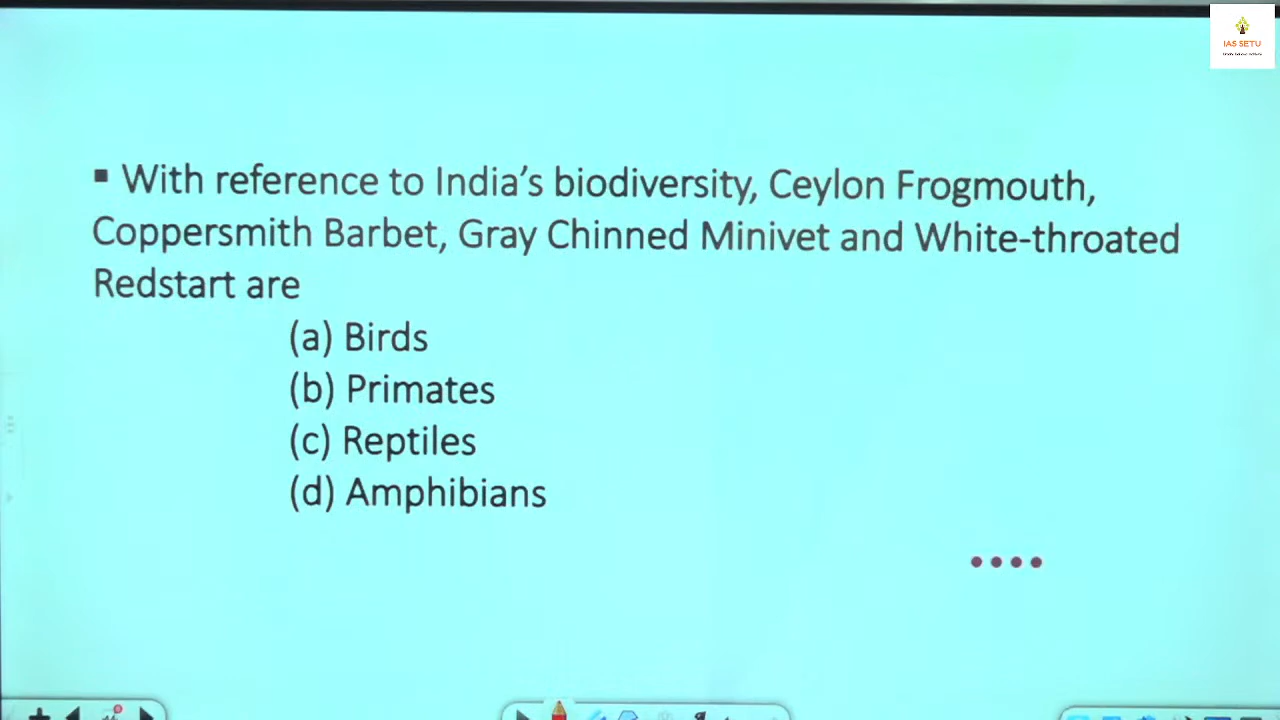 IAS SETU
▪ With reference to India’s biodiversity, Ceylon Frogmouth,
Coppersmith Barbet, Gray Chinned Minivet and White-throated
Redstart are
(a) Birds
(b) Primates
(c) Reptiles
(d) Amphibians